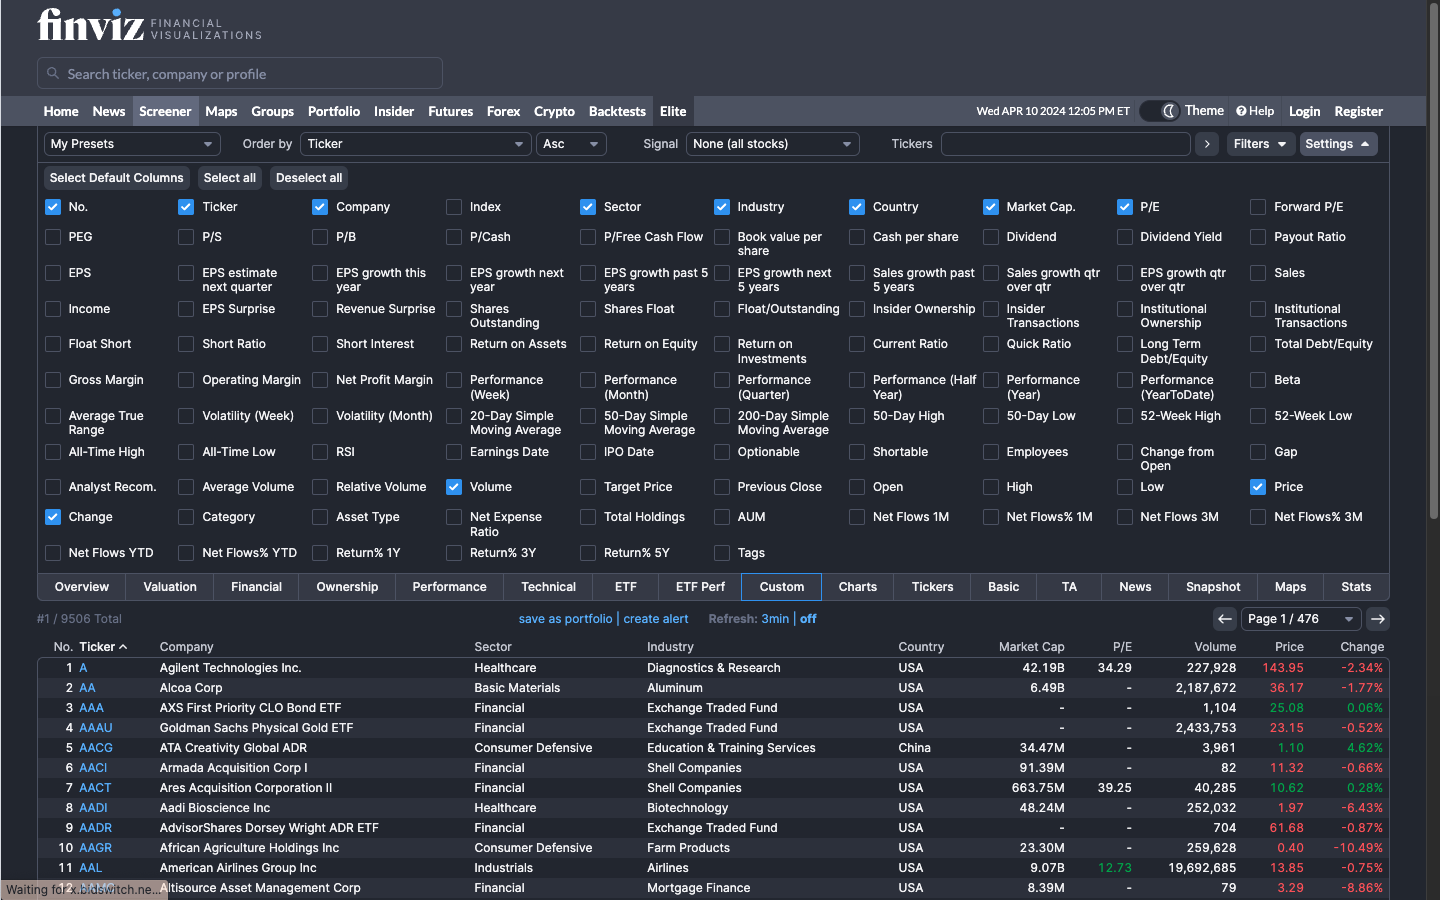 finviz FINANCIAL VISUALIZATIONS
Search ticker, company or profile
Home News Screener Maps Groups Portfolio Insider Futures Forex Crypto Backtests Elite Wed APR 10 2024 12:05 PM ET Theme Help Login Register
My Presets Order by Ticker Asc Signal None (all stocks) Tickers > Filters Settings
Select Default Columns Select all Deselect all
No. Ticker Company Index Sector Industry Country Market Cap. P/E Forward P/E
PEG P/S P/B P/Cash P/Free Cash Flow Book value per share Cash per share Dividend Dividend Yield Payout Ratio
EPS EPS estimate next quarter EPS growth this year EPS growth next year EPS growth past 5 years EPS growth next 5 years Sales growth past 5 years Sales growth qtr over qtr EPS growth qtr over qtr Sales
Income EPS Surprise Revenue Surprise Shares Outstanding Shares Float Float/Outstanding Insider Ownership Insider Transactions Institutional Ownership Institutional Transactions
Float Short Short Ratio Short Interest Return on Assets Return on Equity Return on Investments Current Ratio Quick Ratio Long Term Debt/Equity Total Debt/Equity
Gross Margin Operating Margin Net Profit Margin Performance (Week) Performance (Month) Performance (Quarter) Performance (Half Year) Performance (Year) Performance (YearToDate) Beta
Average True Range Volatility (Week) Volatility (Month) 20-Day Simple Moving Average 50-Day Simple Moving Average 200-Day Simple Moving Average 50-Day High 50-Day Low 52-Week High 52-Week Low
All-Time High All-Time Low RSI Earnings Date IPO Date Optionable Shortable Employees Change from Open Gap
Analyst Recom. Average Volume Relative Volume Volume Target Price Previous Close Open High Low Price
Change Category Asset Type Net Expense Ratio Total Holdings AUM Net Flows 1M Net Flows% 1M Net Flows 3M Net Flows% 3M
Net Flows YTD Net Flows% YTD Return% 1Y Return% 3Y Return% 5Y Tags
Overview Valuation Financial Ownership Performance Technical ETF ETF Perf Custom Charts Tickers Basic TA News Snapshot Maps Stats
#1 / 9506 Total save as portfolio | create alert Refresh: 3min | off Page 1 / 476
No. Ticker Company Sector Industry Country Market Cap P/E Volume Price Change
1 A Agilent Technologies Inc. Healthcare Diagnostics & Research USA 42.19B 34.29 227,928 143.95 -2.34%
2 AA Alcoa Corp Basic Materials Aluminum USA 6.49B - 2,187,672 36.17 -1.77%
3 AAA AXS First Priority CLO Bond ETF Financial Exchange Traded Fund USA - - 1,104 25.08 0.06%
4 AAAU Goldman Sachs Physical Gold ETF Financial Exchange Traded Fund USA - - 2,433,753 23.15 -0.52%
5 AACG ATA Creativity Global ADR Consumer Defensive Education & Training Services China 34.47M - 3,961 1.10 4.62%
6 AACI Armada Acquisition Corp I Financial Shell Companies USA 91.39M - 82 11.32 -0.66%
7 AACT Ares Acquisition Corporation II Financial Shell Companies USA 663.75M 39.25 40,285 10.62 0.28%
8 AADI Aadi Bioscience Inc Healthcare Biotechnology USA 48.24M - 252,032 1.97 -6.43%
9 AADR AdvisorShares Dorsey Wright ADR ETF Financial Exchange Traded Fund USA - - 704 61.68 -0.87%
10 AAGR African Agriculture Holdings Inc Consumer Defensive Farm Products USA 23.30M - 259,628 0.40 -10.49%
11 AAL American Airlines Group Inc Industrials Airlines USA 9.07B 12.73 19,692,685 13.85 -0.75%
12 AAMC Altisource Asset Management Corp Financial Mortgage Finance USA 8.39M - 79 3.29 -8.86%
Waiting for x.bidswitch.ne...